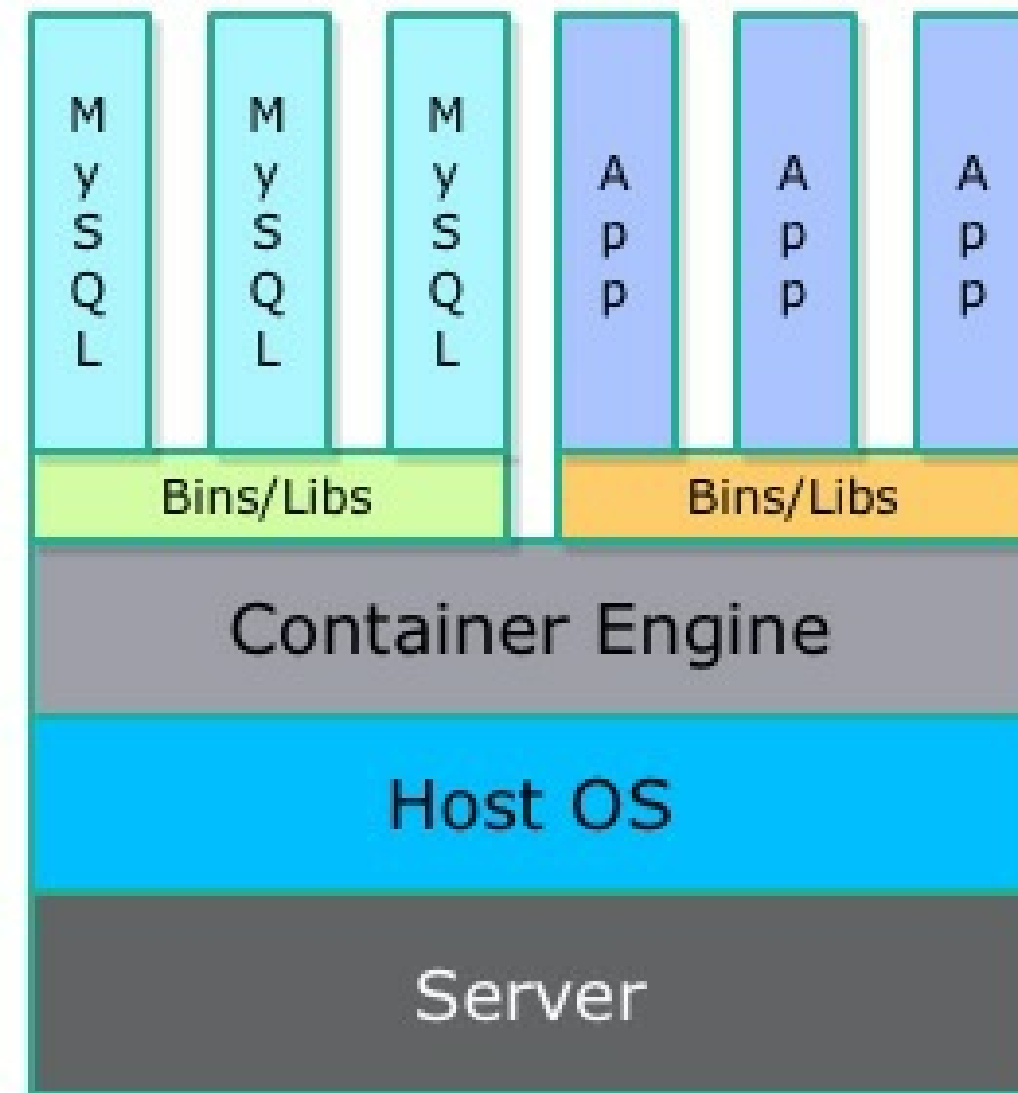 MySQL
MySQL
MySQL
App
App
App
Bins/Libs
Bins/Libs
Container Engine
Host OS
Server